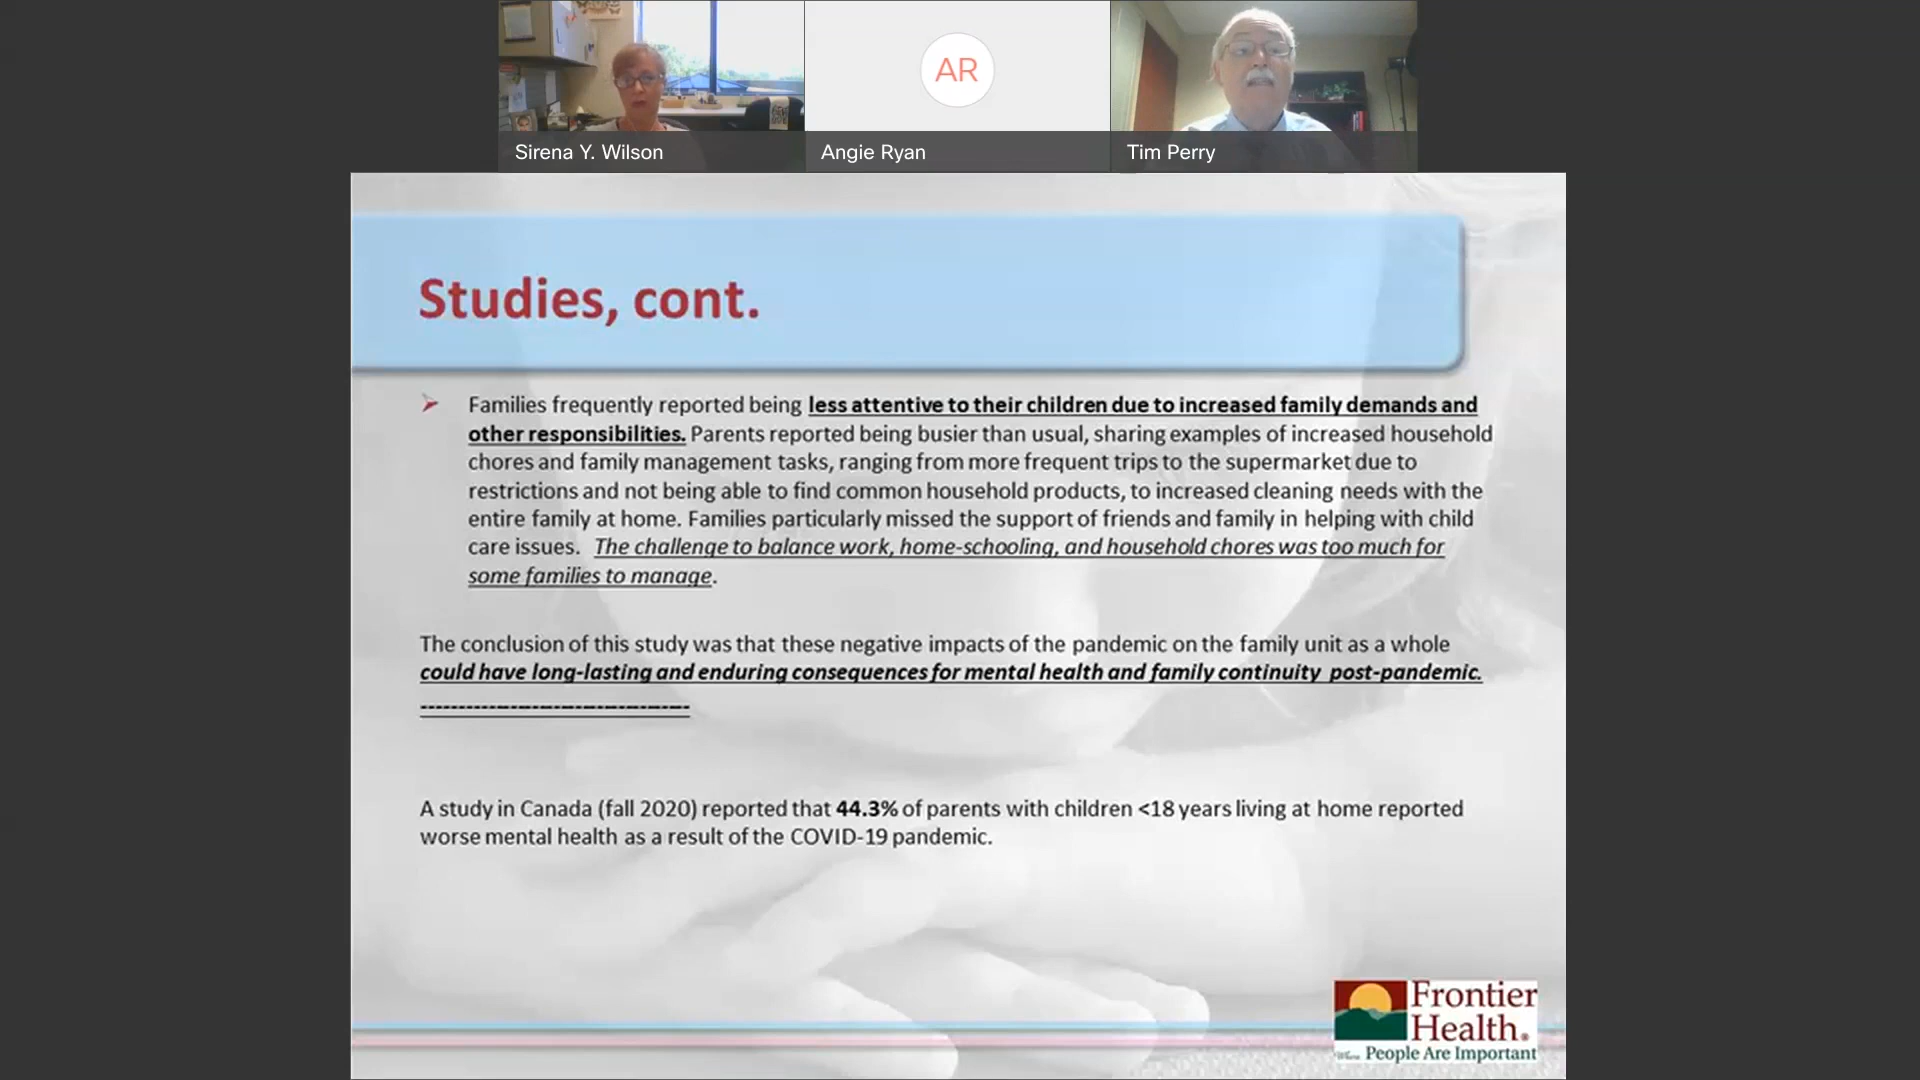 Sirena Y. Wilson
AR
Angie Ryan
Tim Perry
Studies, cont.
Families frequently reported being less attentive to their children due to increased family demands and
other responsibilities. Parents reported being busier than usual, sharing examples of increased household
chores and family management tasks, ranging from more frequent trips to the supermarket due to
restrictions and not being able to find common household products, to increased cleaning needs with the
entire family at home. Families particularly missed the support of friends and family in helping with child
care issues. The challenge to balance work, home-schooling, and household chores was too much for
some families to manage.
The conclusion of this study was that these negative impacts of the pandemic on the family unit as a whole
could have long-lasting and enduring consequences for mental health and family continuity post-pandemic.
------------------------------------
A study in Canada (fall 2020) reported that 44.3% of parents with children <18 years living at home reported
worse mental health as a result of the COVID-19 pandemic.
Frontier
Health®
Where People Are Important